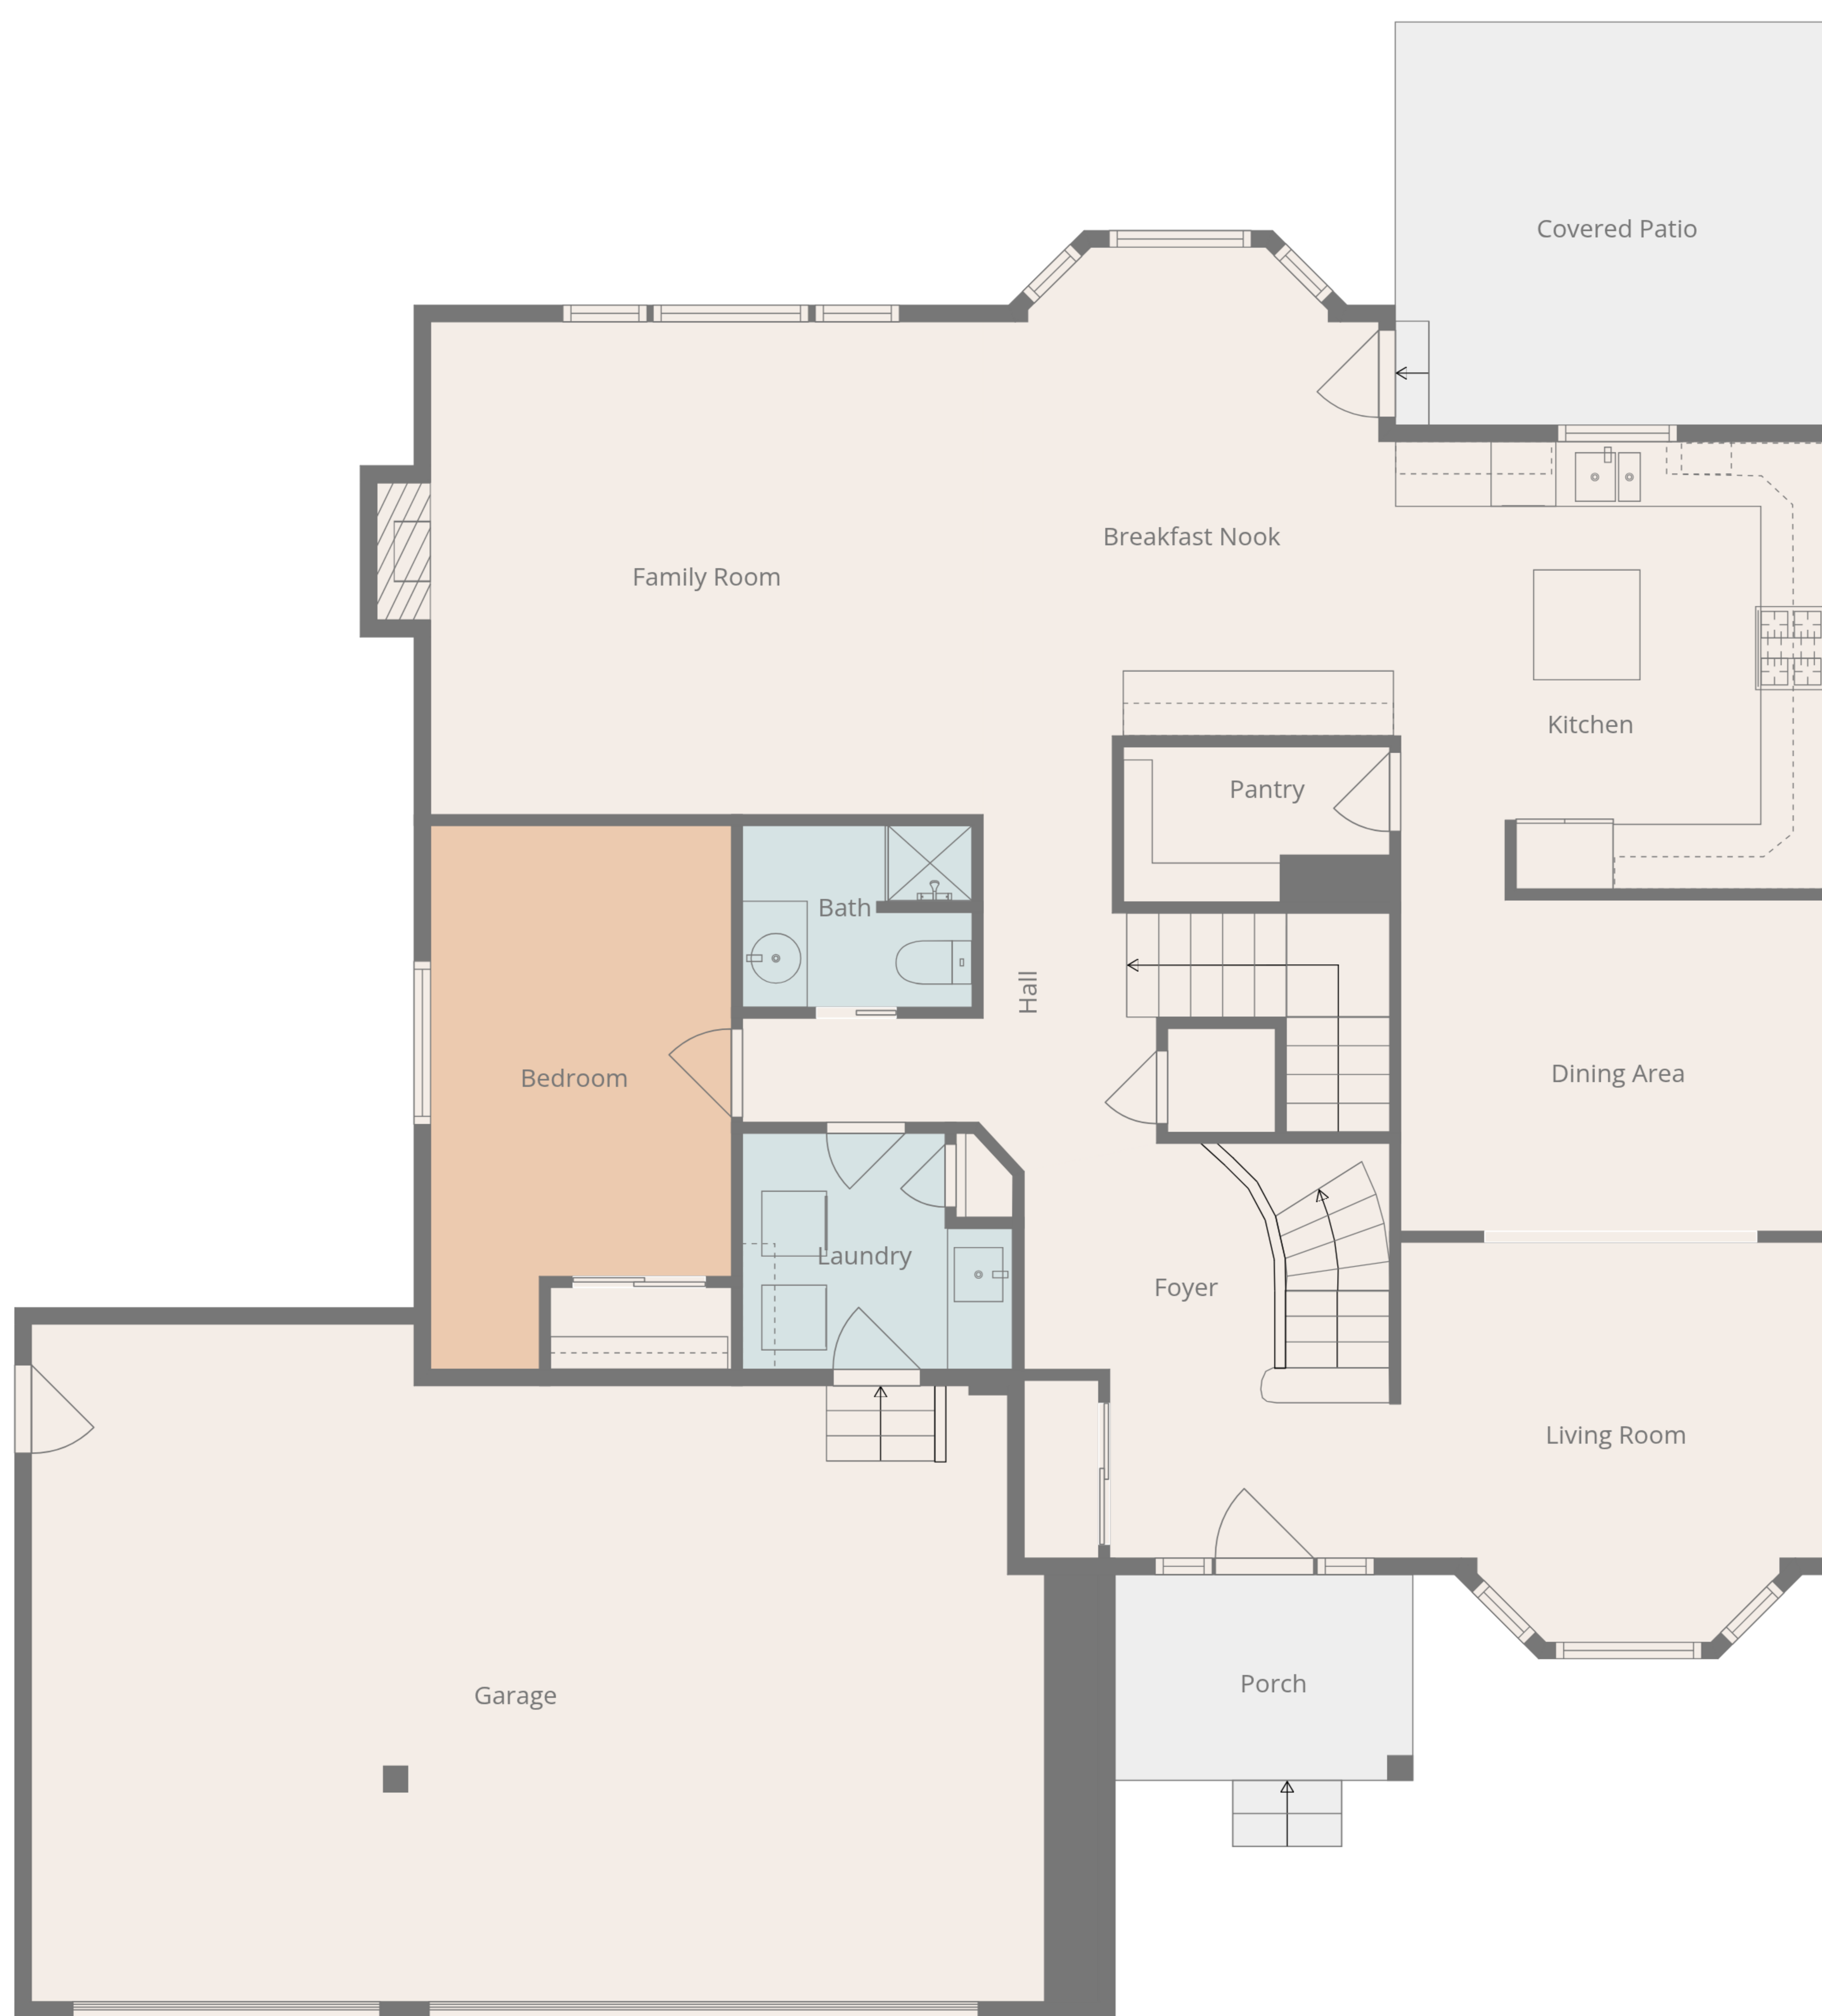 Covered Patio
Breakfast Nook
Family Room
Kitchen
Pantry
Bath
Hall
Bedroom
Dining Area
Laundry
Foyer
Living Room
Porch
Garage